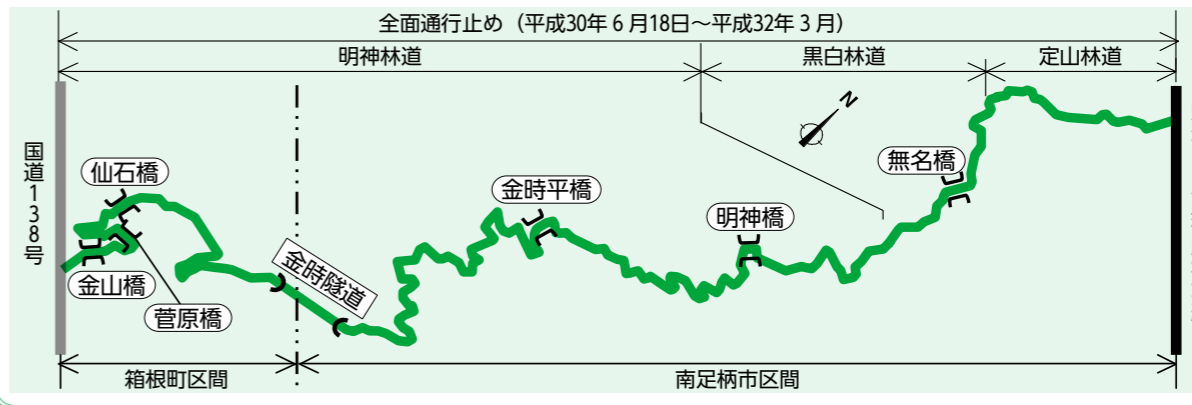 全面通行止め（平成30年6月18日～平成32年3月）
明神林道
黒白林道
定山林道
N
国道138号
仙石橋
金時平橋
無名橋
明神橋
金時隧道
金山橋
菅原橋
箱根町区間
南足柄市区間